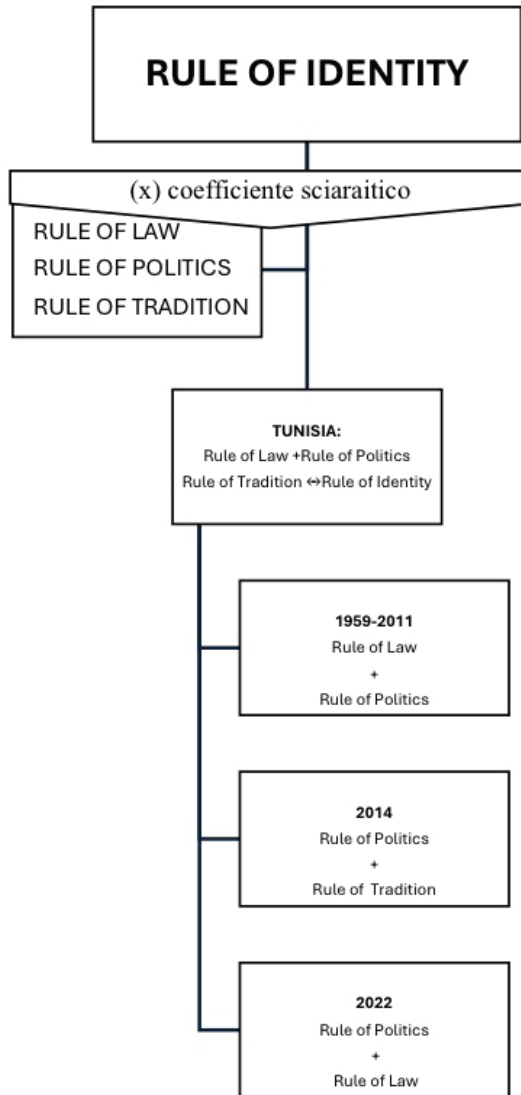 RULE OF IDENTITY
(x) coefficiente sciaraitico
RULE OF LAW
RULE OF POLITICS
RULE OF TRADITION
TUNISIA:
Rule of Law +Rule of Politics
Rule of Tradition ⇔Rule of Identity
1959-2011
Rule of Law
+
Rule of Politics
2014
Rule of Politics
+
Rule of Tradition
2022
Rule of Politics
+
Rule of Law